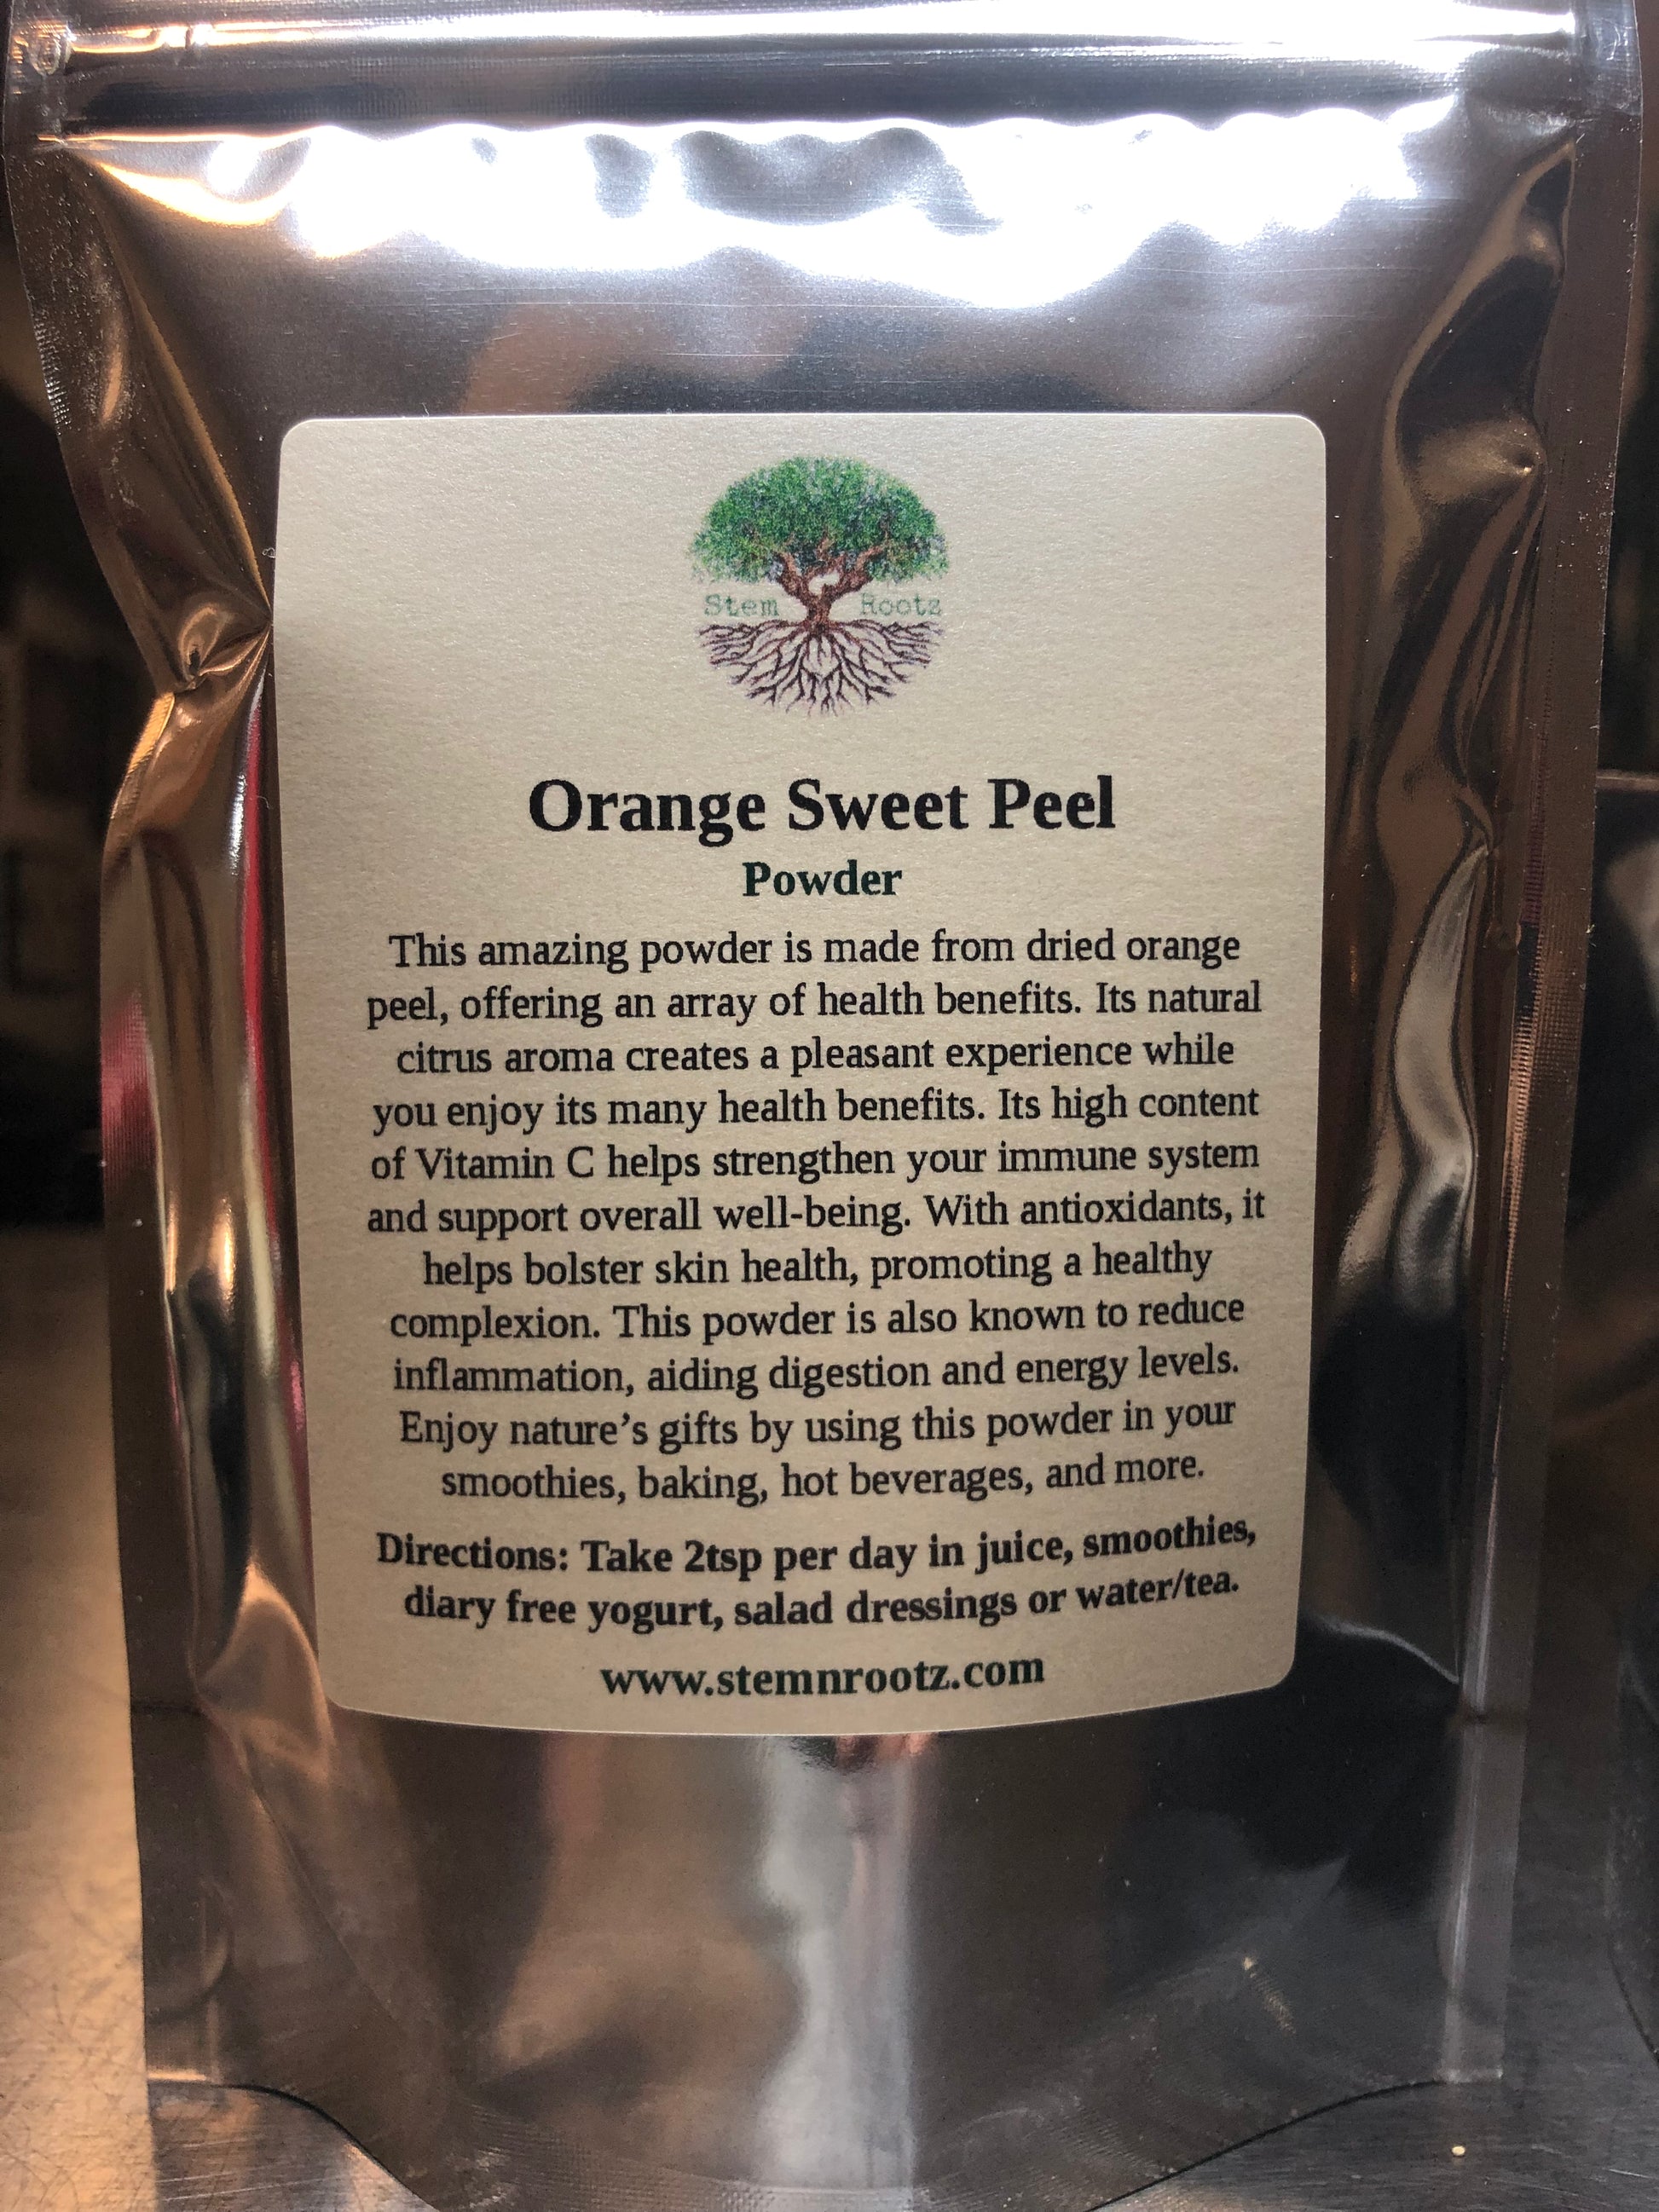 Stem Rootz
Orange Sweet Peel
Powder
This amazing powder is made from dried orange
peel, offering an array of health benefits. Its natural
citrus aroma creates a pleasant experience while
you enjoy its many health benefits. Its high content
of Vitamin C helps strengthen your immune system
and support overall well-being. With antioxidants, it
helps bolster skin health, promoting a healthy
complexion. This powder is also known to reduce
inflammation, aiding digestion and energy levels.
Enjoy nature’s gifts by using this powder in your
smoothies, baking, hot beverages, and more.
Directions: Take 2tsp per day in juice, smoothies,
diary free yogurt, salad dressings or water/tea.
www.stemnrootz.com